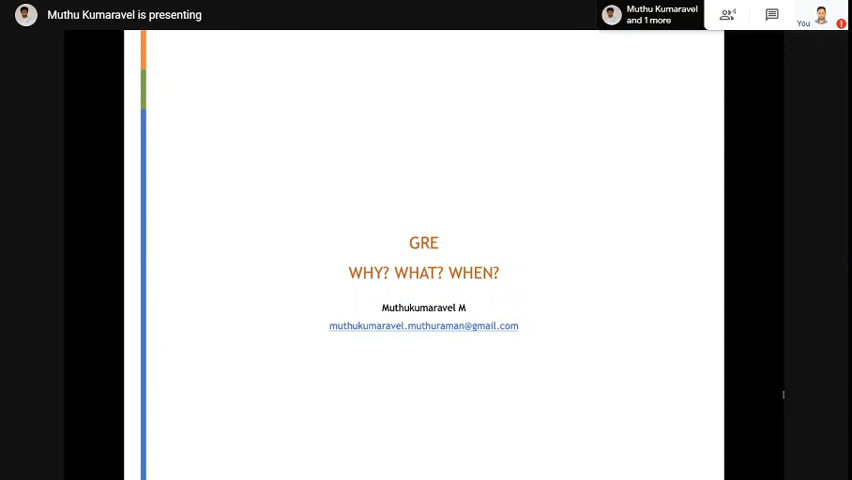 Muthu Kumaravel is presenting
Muthu Kumaravel
and 1 more
4
You
!
GRE
WHY? WHAT? WHEN?
Muthukumaravel M
muthukumaravel.muthuraman@gmail.com